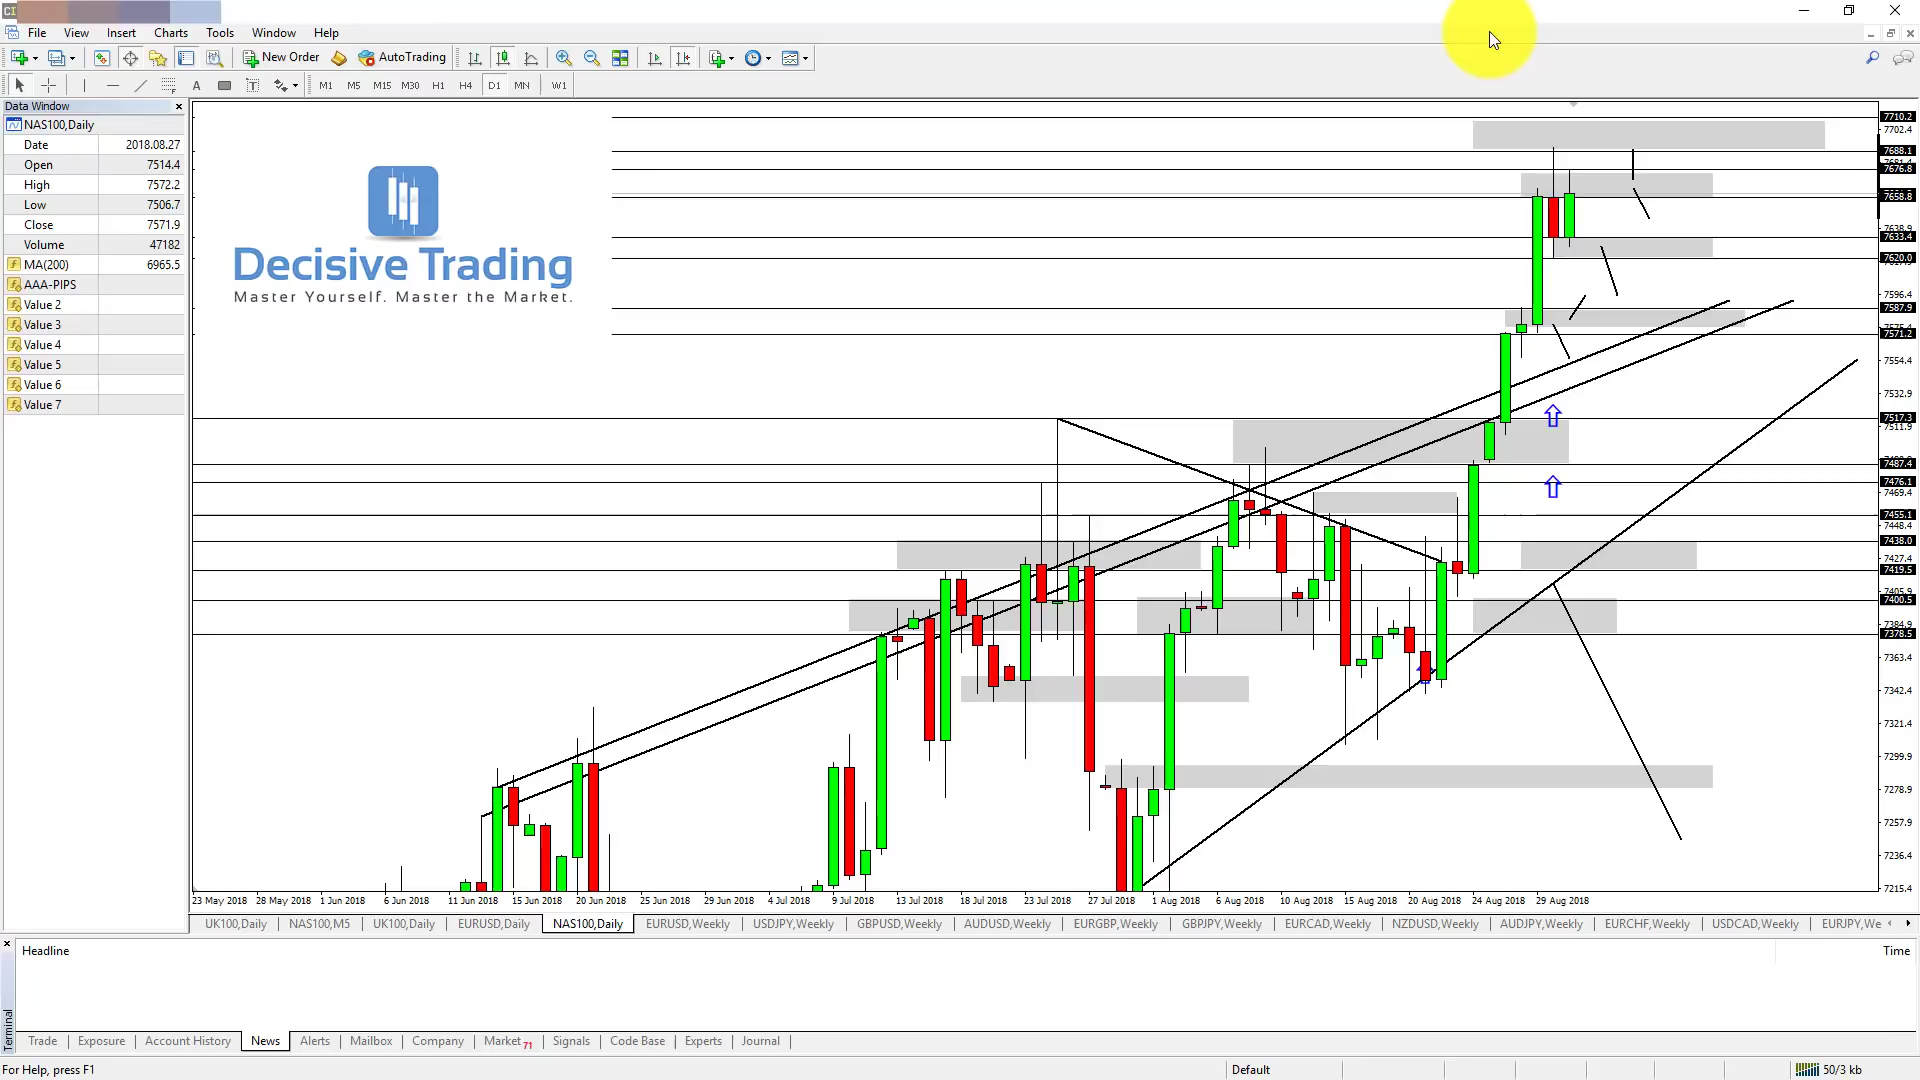 CI
File View Insert Charts Tools Window Help
New Order AutoTrading
A T M1 M5 M15 M30 H1 H4 D1 MN W1
Data Window
NAS100,Daily
Date 2018.08.27
Open 7514.4
High 7572.2
Low 7506.7
Close 7571.9
Volume 47182
MA(200) 6965.5
AAA-PIPS
Value 2
Value 3
Value 4
Value 5
Value 6
Value 7
Decisive Trading
Master Yourself. Master the Market.
7710.2
7702.4
7688.1
7676.8
7658.8
7638.9
7633.4
7620.0
7596.4
7587.9
7571.2
7554.4
7532.9
7517.3
7511.9
7487.4
7476.1
7469.4
7455.1
7448.4
7438.0
7427.4
7419.5
7405.9
7400.5
7384.9
7378.5
7363.4
7342.4
7321.4
7299.9
7278.9
7257.9
7236.4
7215.4
23 May 2018 28 May 2018 1 Jun 2018 6 Jun 2018 11 Jun 2018 15 Jun 2018 20 Jun 2018 25 Jun 2018 29 Jun 2018 4 Jul 2018 9 Jul 2018 13 Jul 2018 18 Jul 2018 23 Jul 2018 27 Jul 2018 1 Aug 2018 6 Aug 2018 10 Aug 2018 15 Aug 2018 20 Aug 2018 24 Aug 2018 29 Aug 2018
UK100,Daily NAS100,M5 UK100,Daily EURUSD,Daily NAS100,Daily EURUSD,Weekly USDJPY,Weekly GBPUSD,Weekly AUDUSD,Weekly EURGBP,Weekly GBPJPY,Weekly EURCAD,Weekly NZDUSD,Weekly AUDJPY,Weekly EURCHF,Weekly USDCAD,Weekly EURJPY,We
Headline Time
Terminal
Trade Exposure Account History News Alerts Mailbox Company Market 71 Signals Code Base Experts Journal
For Help, press F1 Default 50/3 kb